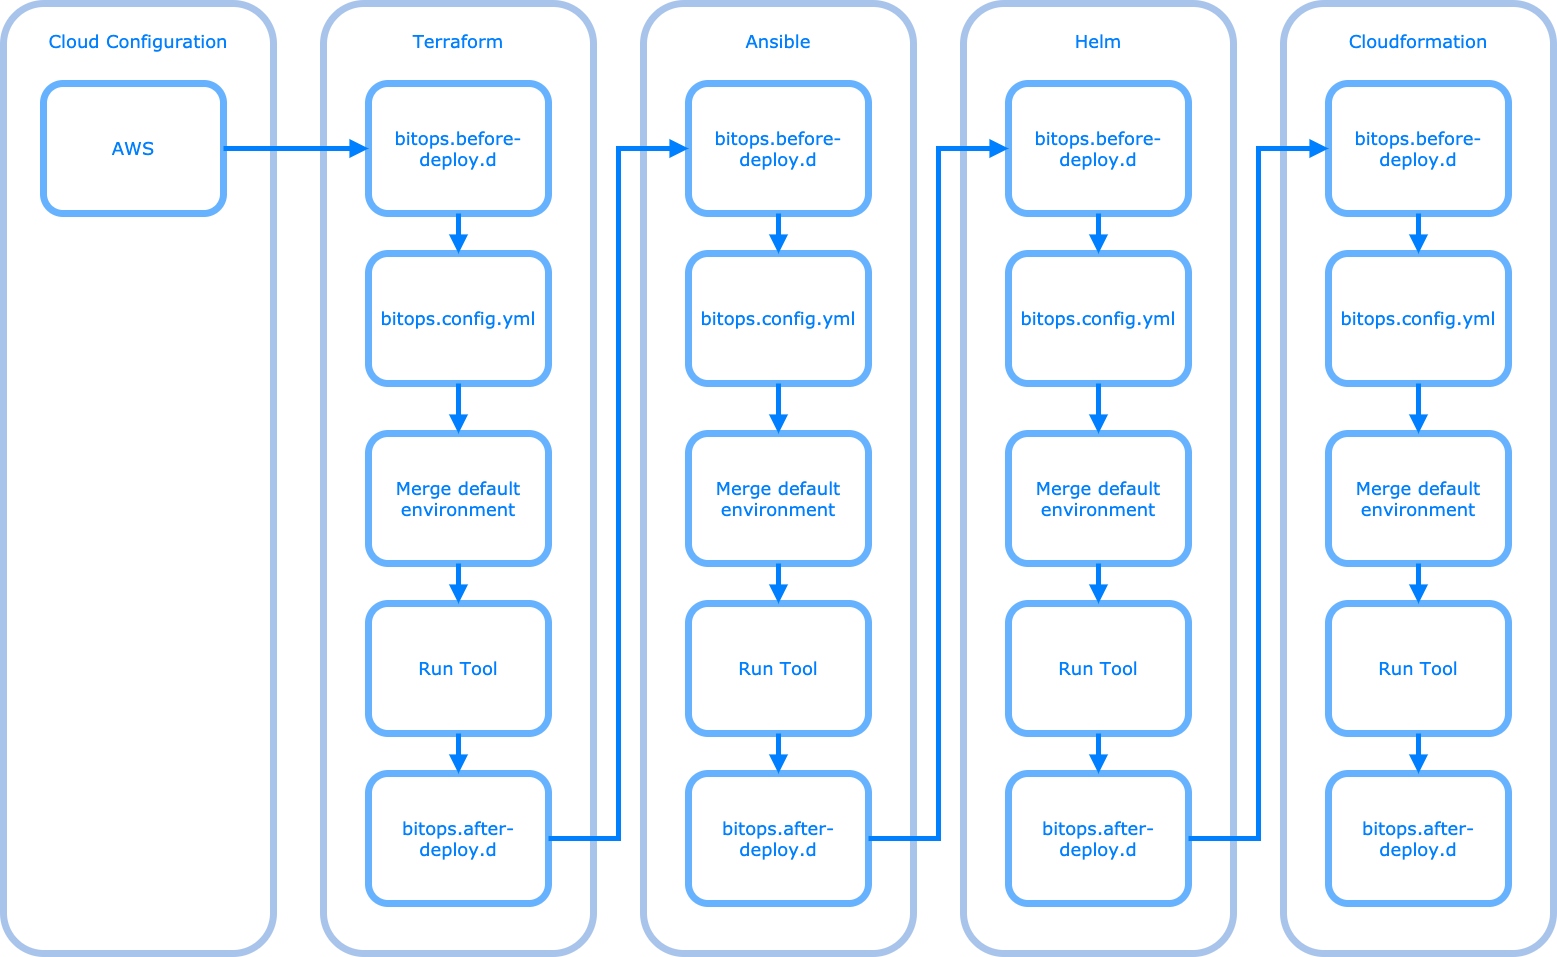 Cloud Configuration
AWS
Terraform
bitops.before-
deploy.d
bitops.config.yml
Merge default
environment
Run Tool
bitops.after-
deploy.d
Ansible
bitops.before-
deploy.d
bitops.config.yml
Merge default
environment
Run Tool
bitops.after-
deploy.d
Helm
bitops.before-
deploy.d
bitops.config.yml
Merge default
environment
Run Tool
bitops.after-
deploy.d
Cloudformation
bitops.before-
deploy.d
bitops.config.yml
Merge default
environment
Run Tool
bitops.after-
deploy.d